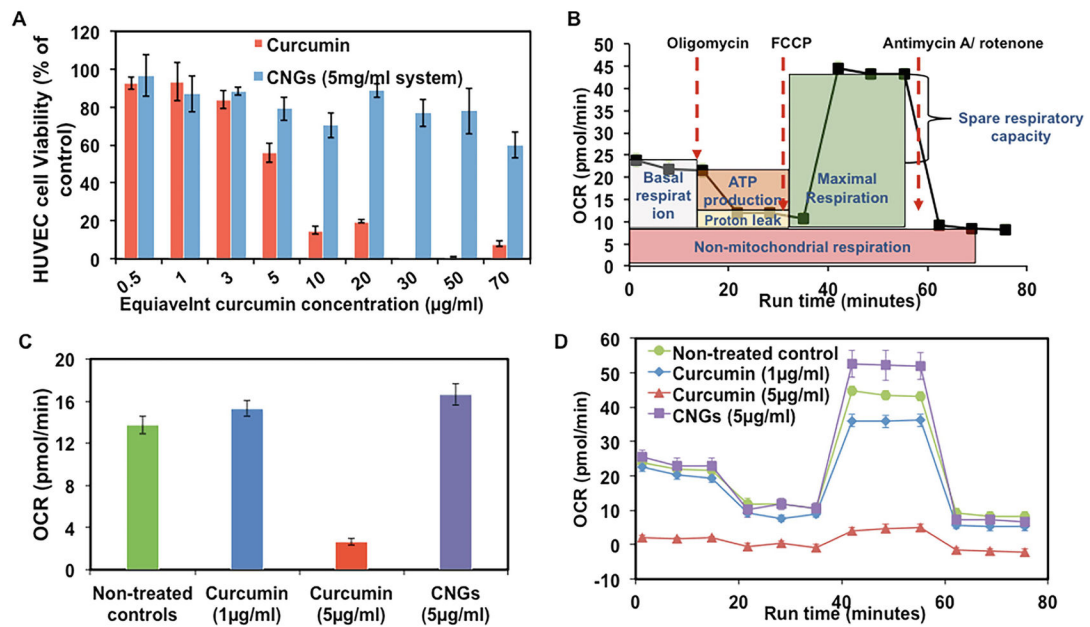 A
HUVEC cell Viability (% of
control)
120
100
80
60
40
20
0
Curcumin
CNGs (5mg/ml system)
0.5
1
3
5
10
20
30
50
70
Equiavelnt curcumin concentration (μg/ml)
B
OCR (pmol/min)
50
45
40
35
30
25
20
15
10
5
0
Oligomycin
FCCP
Antimycin A/ rotenone
Basal
respirat
ion
ATP
production
Proton leak
Maximal
Respiration
Spare respiratory
capacity
Non-mitochondrial respiration
0
20
40
60
80
Run time (minutes)
C
OCR (pmol/min)
20
16
12
8
4
0
Non-treated
controls
Curcumin
(1μg/ml)
Curcumin
(5μg/ml)
CNGs
(5μg/ml)
D
OCR (pmol/min)
60
50
40
30
20
10
0
-10
Non-treated control
Curcumin (1μg/ml)
Curcumin (5μg/ml)
CNGs (5μg/ml)
0
20
40
60
80
Run time (minutes)